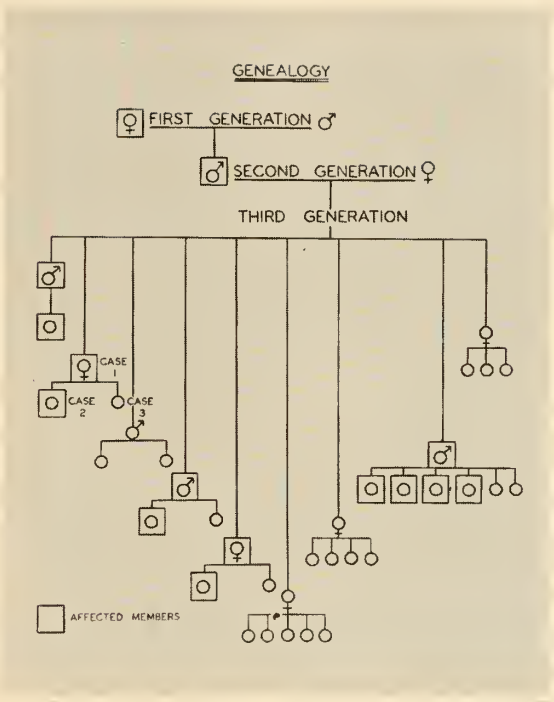 GENEALOGY
FIRST GENERATION
SECOND GENERATION
THIRD GENERATION
CASE 1
CASE 2
CASE 3
AFFECTED MEMBERS